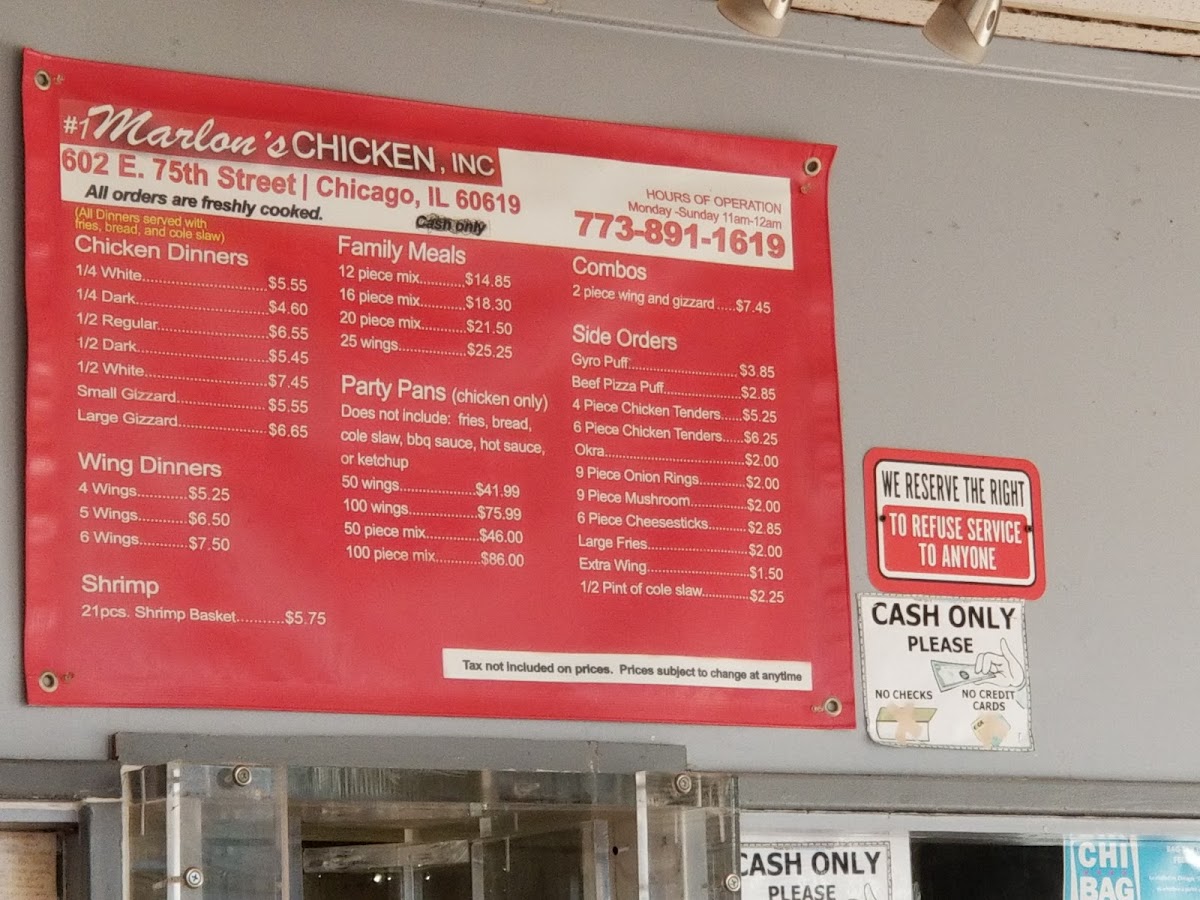 #1 Marlon's CHICKEN, INC
602 E. 75th Street | Chicago, IL 60619
All orders are freshly cooked.
Cash only
HOURS OF OPERATION
Monday -Sunday 11am-12am
773-891-1619
(All Dinners served with
fries, bread, and cole slaw)
Chicken Dinners
1/4 White..................$5.55
1/4 Dark..................$4.60
1/2 Regular..................$6.55
1/2 Dark..................$5.45
1/2 White..................$7.45
Small Gizzard..................$5.55
Large Gizzard..................$6.65
Wing Dinners
4 Wings...........$5.25
5 Wings...........$6.50
6 Wings...........$7.50
Shrimp
21pcs. Shrimp Basket..........$5.75
Family Meals
12 piece mix..........$14.85
16 piece mix..........$18.30
20 piece mix..........$21.50
25 wings...............$25.25
Party Pans (chicken only)
Does not include: fries, bread,
cole slaw, bbq sauce, hot sauce,
or ketchup
50 wings..................$41.99
100 wings................$75.99
50 piece mix............$46.00
100 piece mix...........$86.00
Combos
2 piece wing and gizzard ....$7.45
Side Orders
Gyro Puff..............................$3.85
Beef Pizza Puff.................$2.85
4 Piece Chicken Tenders.....$5.25
6 Piece Chicken Tenders.....$6.25
Okra..................................$2.00
9 Piece Onion Rings...........$2.00
9 Piece Mushroom.............$2.00
6 Piece Cheesesticks.........$2.85
Large Fries........................$2.00
Extra Wing........................$1.50
1/2 Pint of cole slaw............$2.25
Tax not included on prices. Prices subject to change at anytime
WE RESERVE THE RIGHT
TO REFUSE SERVICE
TO ANYONE
CASH ONLY
PLEASE
NO CHECKS
NO CREDIT
CARDS
CASH ONLY
PLEASE
CHI
BAG